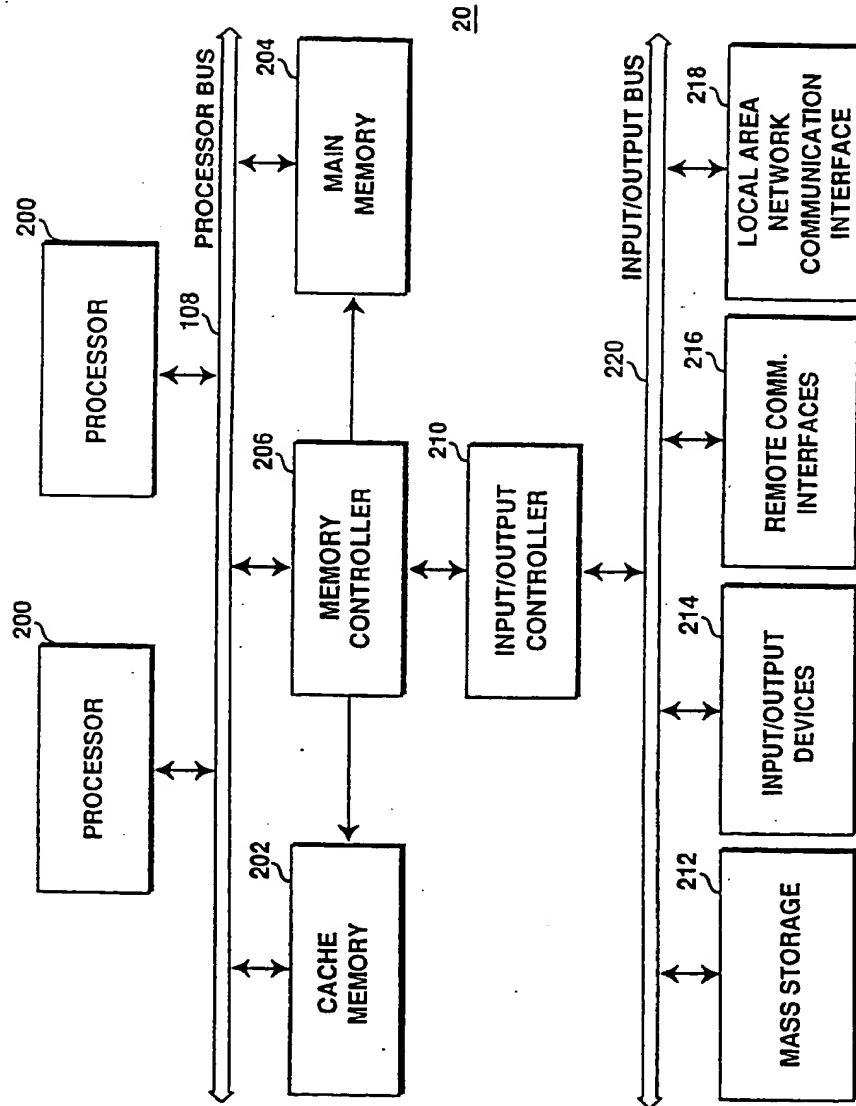 200
PROCESSOR
200
PROCESSOR
108
PROCESSOR BUS
202
CACHE
MEMORY
206
MEMORY
CONTROLLER
204
MAIN
MEMORY
20
210
INPUT/OUTPUT
CONTROLLER
220
INPUT/OUTPUT BUS
212
MASS STORAGE
214
INPUT/OUTPUT
DEVICES
216
REMOTE COMM.
INTERFACES
218
LOCAL AREA
NETWORK
COMMUNICATION
INTERFACE